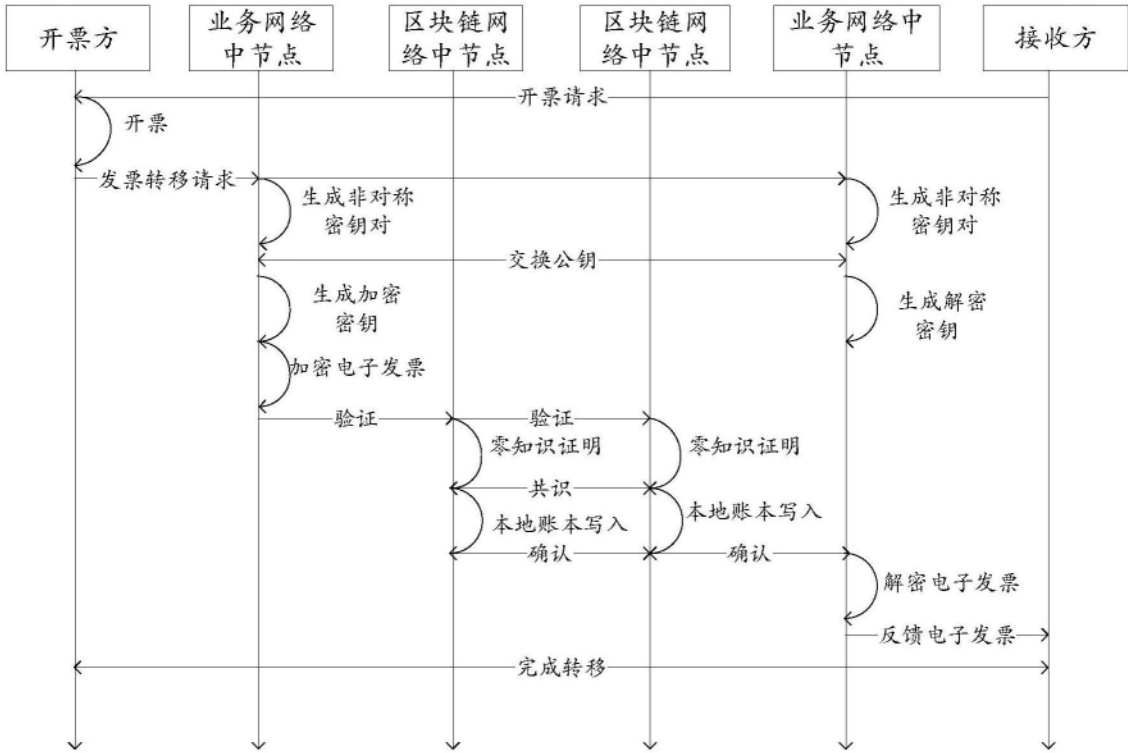 开票方
业务网络
中节点
区块链网
络中节点
区块链网
络中节点
业务网络中
节点
接收方
开票请求
开票
发票转移请求
生成非对称
密钥对
生成非对称
密钥对
交换公钥
生成加密
密钥
生成解密
密钥
加密电子发票
验证
验证
零知识证明
零知识证明
共识
本地账本写入
本地账本写入
确认
确认
解密电子发票
反馈电子发票
完成转移